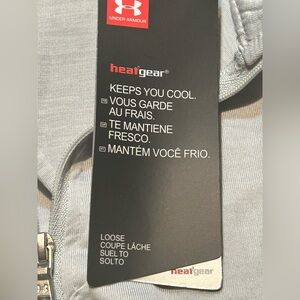 UNDER ARMOUR
heatgear®
KEEPS YOU COOL.
VOUS GARDE
AU FRAIS.
TE MANTIENE
FRESCO.
MANTÉM VOCÊ FRIO.
LOOSE
COUPE LÂCHE
SUELTO
SOLTO
heatgear